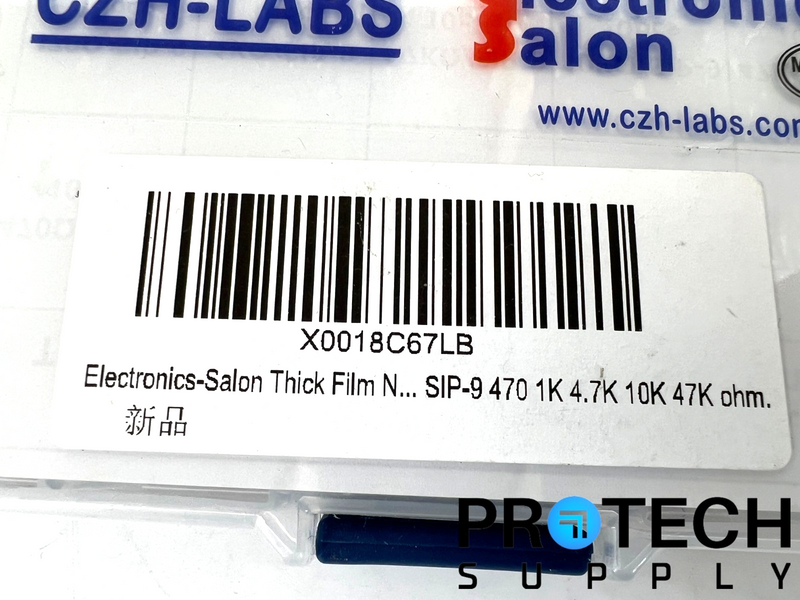 CZH-LABS
Electronic
Salon
www.czh-labs.com
X0018C67LB
Electronics-Salon Thick Film N... SIP-9 470 1K 4.7K 10K 47K ohm.
新品
PROTECH
SUPPLY